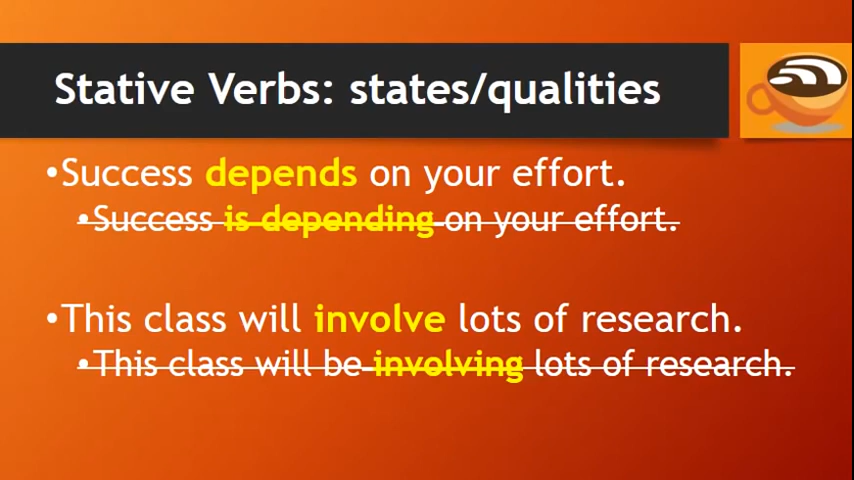 Stative Verbs: states/qualities
•Success depends on your effort.
•Success is depending on your effort.
•This class will involve lots of research.
•This class will be involving lots of research.